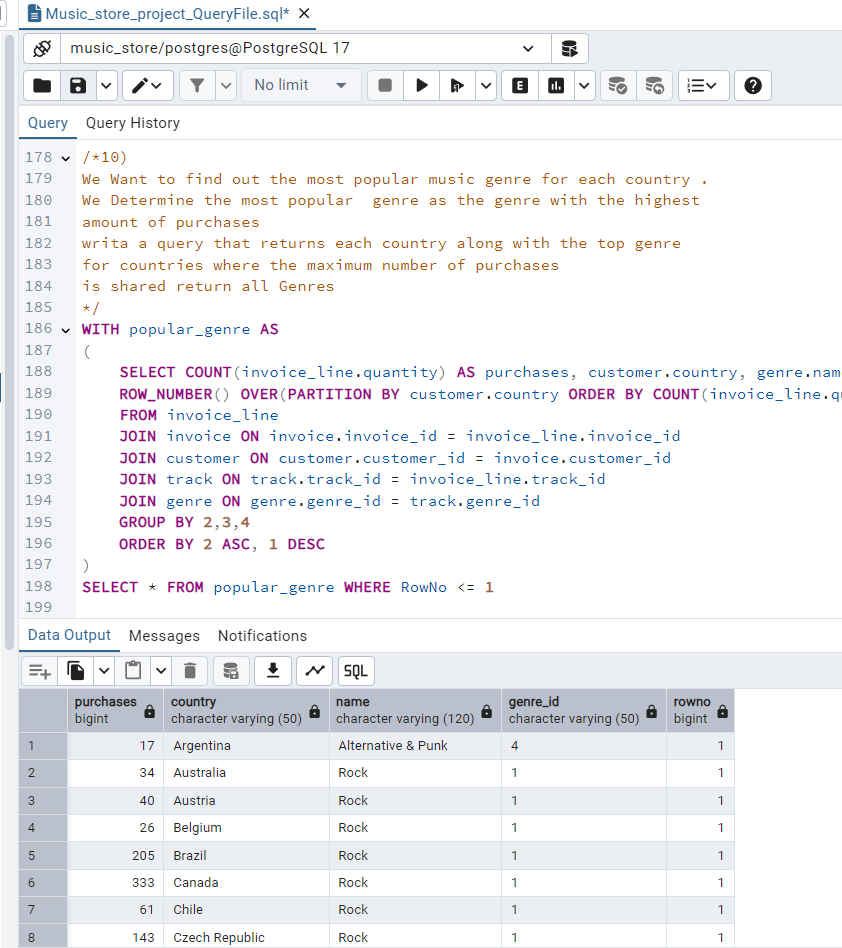 Music_store_project_QueryFile.sql*
music_store/postgres@PostgreSQL 17
No limit
E
Query Query History
178 /*10)
179 We Want to find out the most popular music genre for each country .
180 We Determine the most popular  genre as the genre with the highest
181 amount of purchases
182 writa a query that returns each country along with the top genre
183 for countries where the maximum number of purchases
184 is shared return all Genres
185 */
186 WITH popular_genre AS
187 (
188     SELECT COUNT(invoice_line.quantity) AS purchases, customer.country, genre.nam
189     ROW_NUMBER() OVER(PARTITION BY customer.country ORDER BY COUNT(invoice_line.q
190     FROM invoice_line
191     JOIN invoice ON invoice.invoice_id = invoice_line.invoice_id
192     JOIN customer ON customer.customer_id = invoice.customer_id
193     JOIN track ON track.track_id = invoice_line.track_id
194     JOIN genre ON genre.genre_id = track.genre_id
195     GROUP BY 2,3,4
196     ORDER BY 2 ASC, 1 DESC
197 )
198 SELECT * FROM popular_genre WHERE RowNo <= 1
199
Data Output Messages Notifications
SQL
purchases country name genre_id rowno
bigint character varying (50) character varying (120) character varying (50) bigint
1 17 Argentina Alternative & Punk 4 1
2 34 Australia Rock 1 1
3 40 Austria Rock 1 1
4 26 Belgium Rock 1 1
5 205 Brazil Rock 1 1
6 333 Canada Rock 1 1
7 61 Chile Rock 1 1
8 143 Czech Republic Rock 1 1